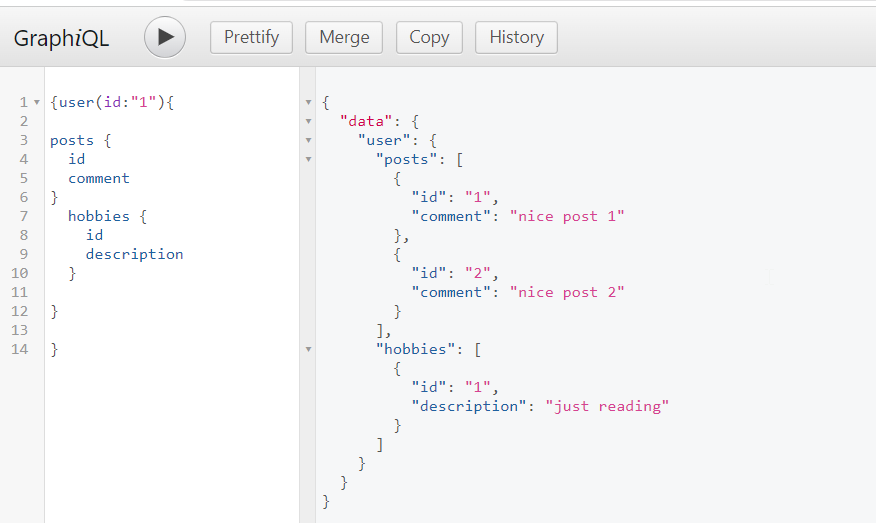 GraphiQL Prettify Merge Copy History
1 {user(id:"1"){
2
3 posts {
4 id
5 comment
6 }
7 hobbies {
8 id
9 description
10 }
11
12 }
13
14 }
{
"data": {
"user": {
"posts": [
{
"id": "1",
"comment": "nice post 1"
},
{
"id": "2",
"comment": "nice post 2"
}
],
"hobbies": [
{
"id": "1",
"description": "just reading"
}
]
}
}
}